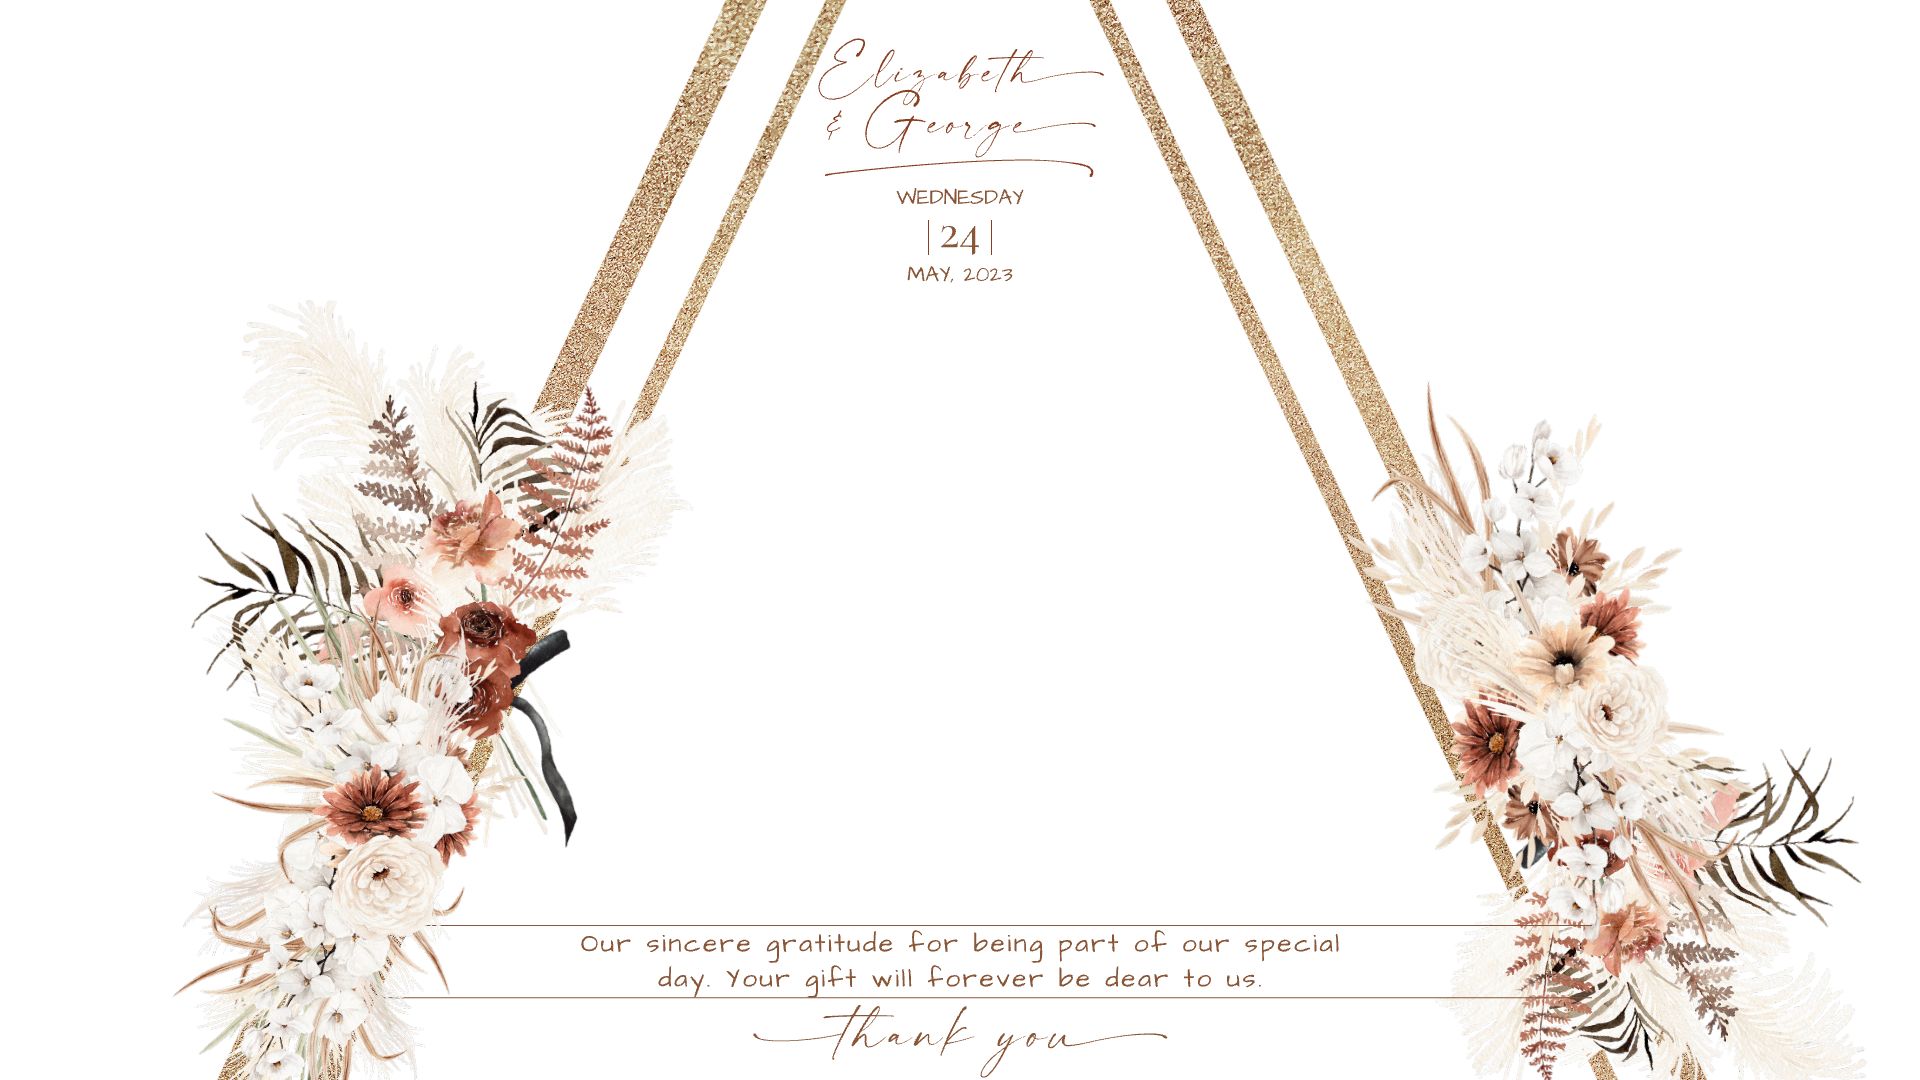 Elizabeth
& George
WEDNESDAY
| 24 |
MAY, 2023
Our sincere gratitude for being part of our special
day. Your gift will forever be dear to us.
thank you